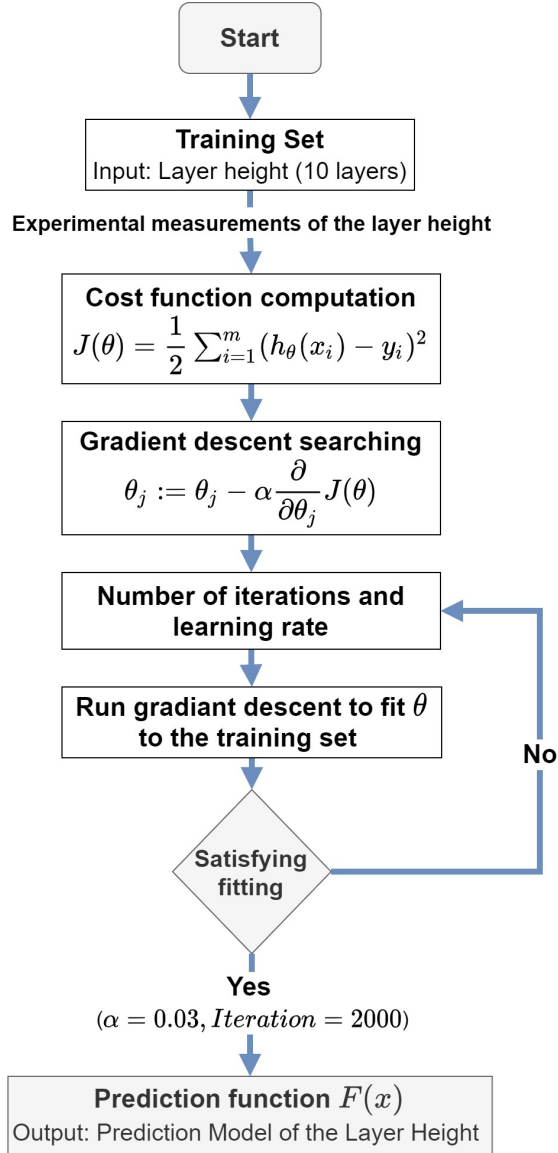 Start
Training Set
Input: Layer height (10 layers)
Experimental measurements of the layer height
Cost function computation
J(θ) = 1/2 ∑_{i=1}^{m} (h_θ(x_i) − y_i)²
Gradient descent searching
θ_j := θ_j − α ∂/∂θ_j J(θ)
Number of iterations and
learning rate
Run gradiant descent to fit θ
to the training set
No
Satisfying
fitting
Yes
(α = 0.03, Iteration = 2000)
Prediction function F(x)
Output: Prediction Model of the Layer Height